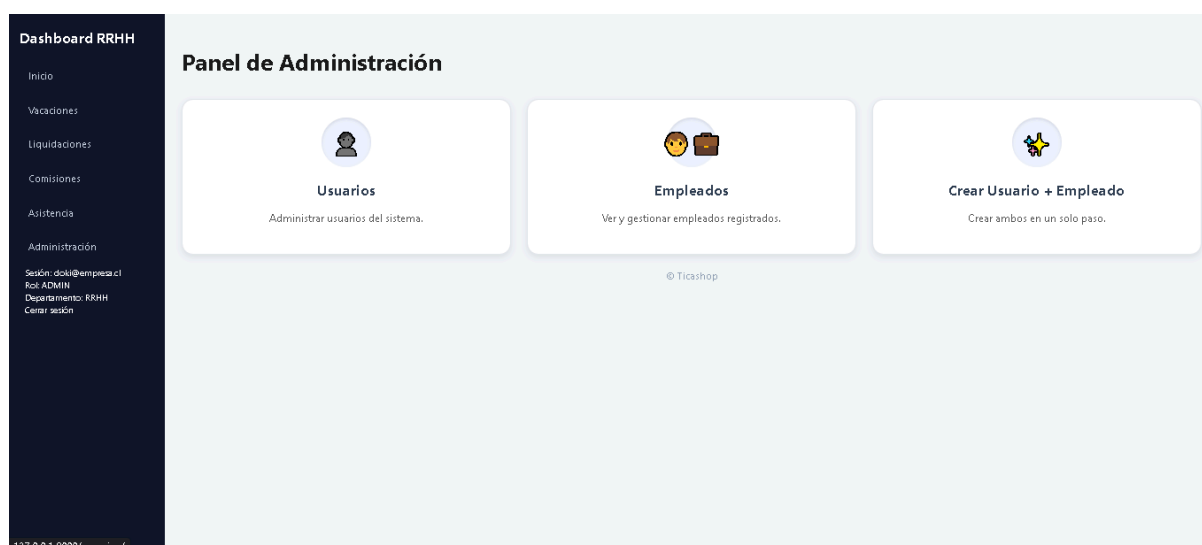 Dashboard RRHH
Inicio
Vacaciones
Liquidaciones
Comisiones
Asistencia
Administración
Sesión: doki@empresa.cl
Rol: ADMIN
Departamento: RRHH
Cerrar sesión
Panel de Administración
Usuarios
Administrar usuarios del sistema.
Empleados
Ver y gestionar empleados registrados.
Crear Usuario + Empleado
Crear ambos en un solo paso.
© Ticashop